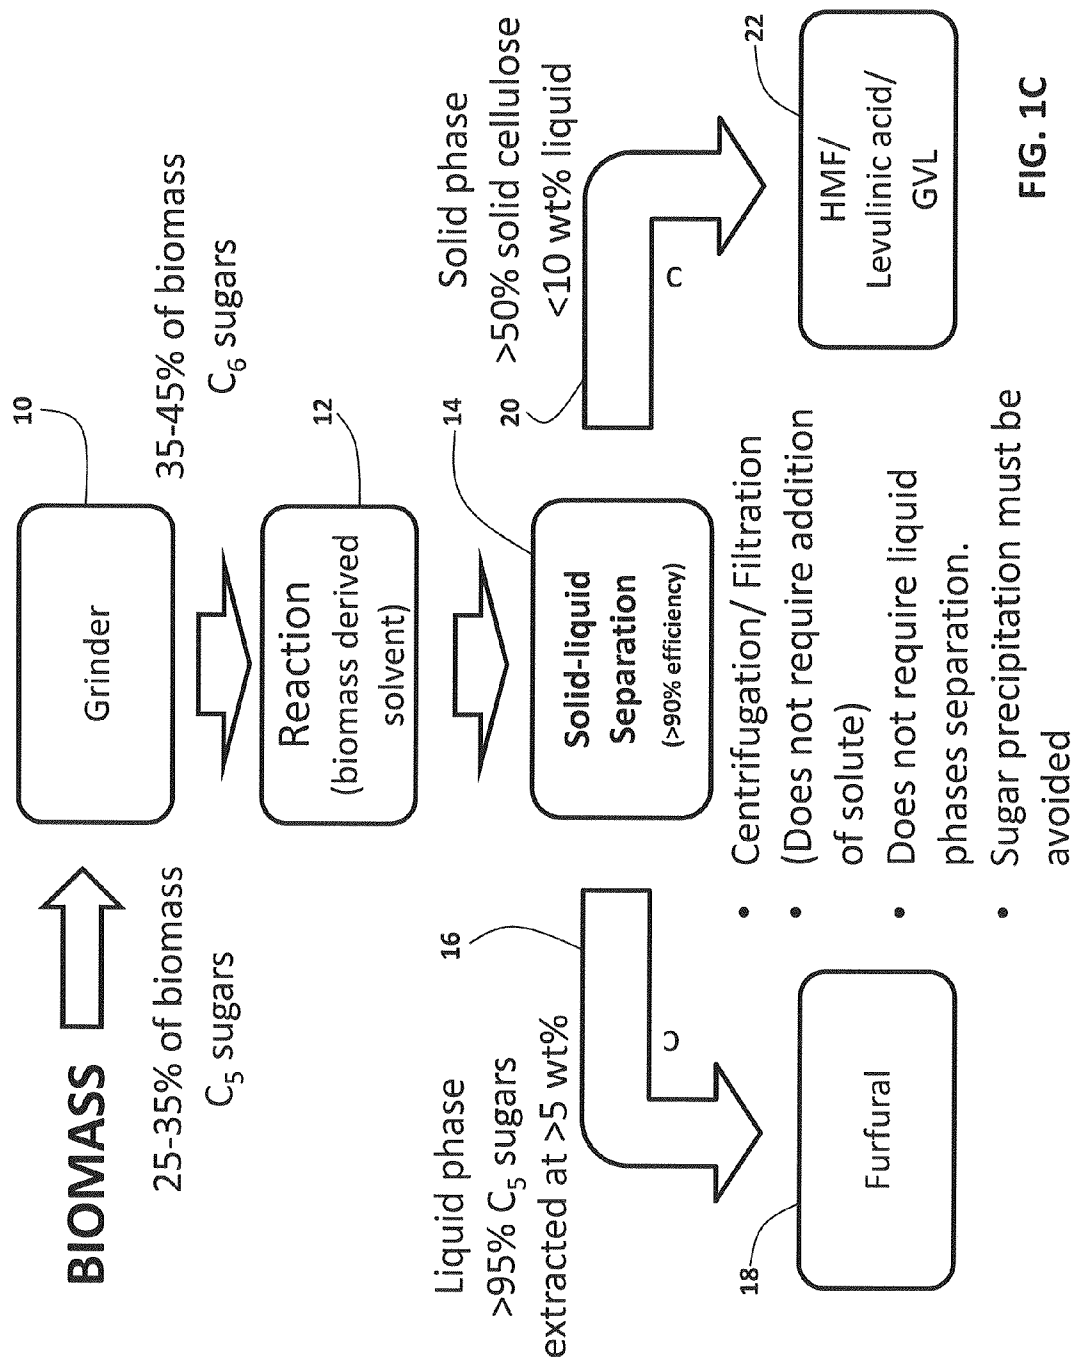 BIOMASS
Grinder
10
25-35% of biomass
C₅ sugars
35-45% of biomass
C₆ sugars
Reaction
(biomass derived
solvent)
12
Liquid phase
>95% C₅ sugars
extracted at >5 wt%
16
Solid-liquid
Separation
(>90% efficiency)
14
Solid phase
>50% solid cellulose
<10 wt% liquid
20
• Centrifugation/ Filtration
• (Does not require addition
of solute)
• Does not require liquid
phases separation.
• Sugar precipitation must be
avoided
18
Furfural
22
HMF/
Levulinic acid/
GVL
FIG. 1C